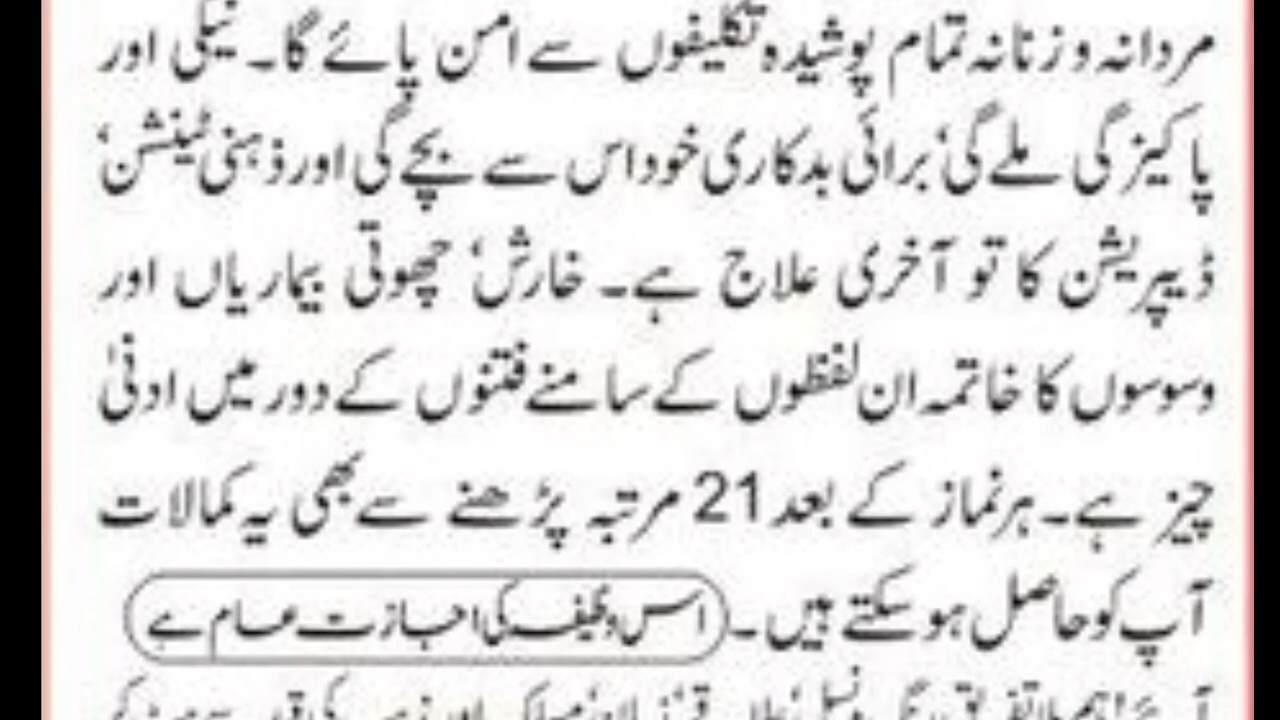 مردانہ و زنانہ تمام پوشیدہ تکلیفوں سے امن پائے گا۔ نیکی اور
پاکیزگی ملے گی‘ برائی بدکاری خود اس سے بچے گی اور ذہنی ٹینشن‘
ڈیپریشن کا تو آخری علاج ہے۔ خارش‘ چھوتی بیماریاں اور
وسوسوں کا خاتمہ ان لفظوں کے سامنے فتنوں کے دور میں ادنیٰ
چیز ہے۔ ہر نماز کے بعد 21 مرتبہ پڑھنے سے بھی یہ کمالات
آپ کو حاصل ہو سکتے ہیں۔ اس وظیفہ کی اجازت عام ہے